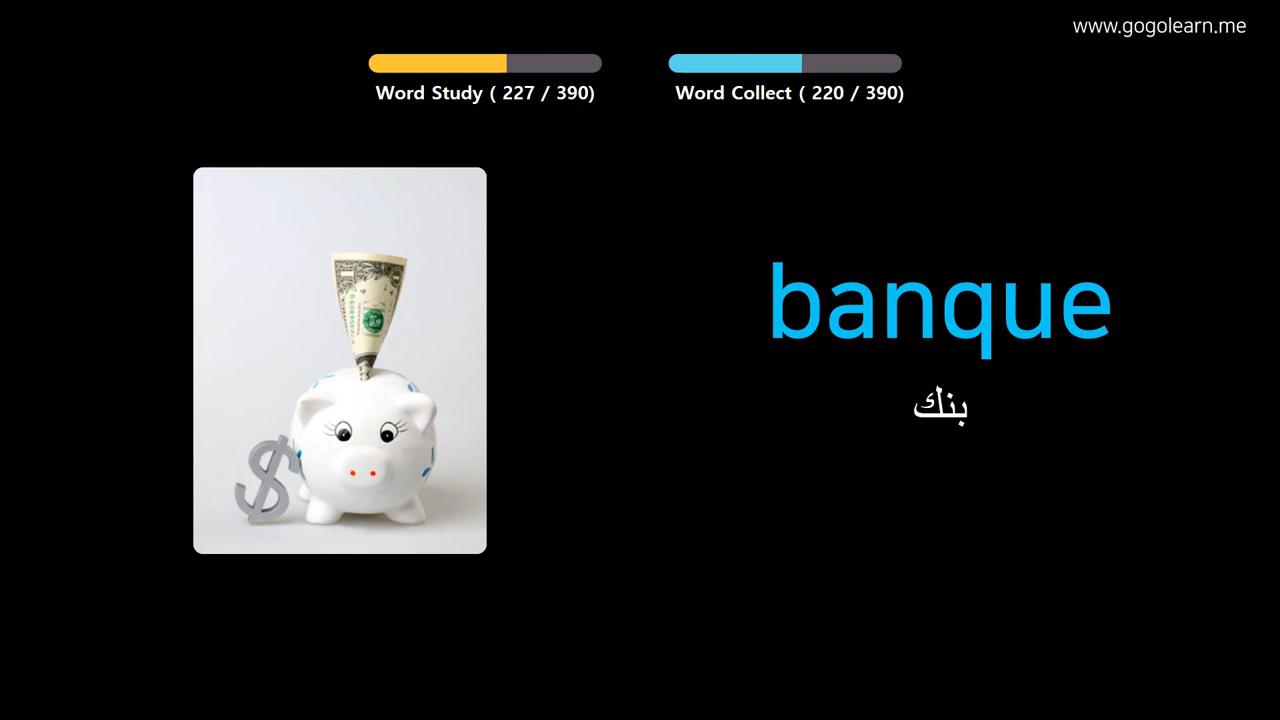 www.gogolearn.me
Word Study ( 227 / 390)
Word Collect ( 220 / 390)
banque
بنك
$